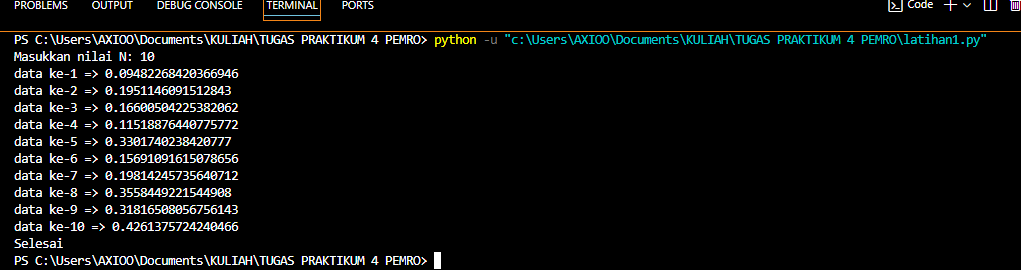 PROBLEMS OUTPUT DEBUG CONSOLE TERMINAL PORTS Code
PS C:\Users\AXIOO\Documents\KULIAH\TUGAS PRAKTIKUM 4 PEMRO> python -u "c:\Users\AXIOO\Documents\KULIAH\TUGAS PRAKTIKUM 4 PEMRO\latihan1.py"
Masukkan nilai N: 10
data ke-1 => 0.09482268420366946
data ke-2 => 0.1951146091512843
data ke-3 => 0.16600504225382062
data ke-4 => 0.11518876440775772
data ke-5 => 0.3301740238420777
data ke-6 => 0.15691091615078656
data ke-7 => 0.19814245735640712
data ke-8 => 0.3558449221544908
data ke-9 => 0.31816508056756143
data ke-10 => 0.4261375724240466
Selesai
PS C:\Users\AXIOO\Documents\KULIAH\TUGAS PRAKTIKUM 4 PEMRO>